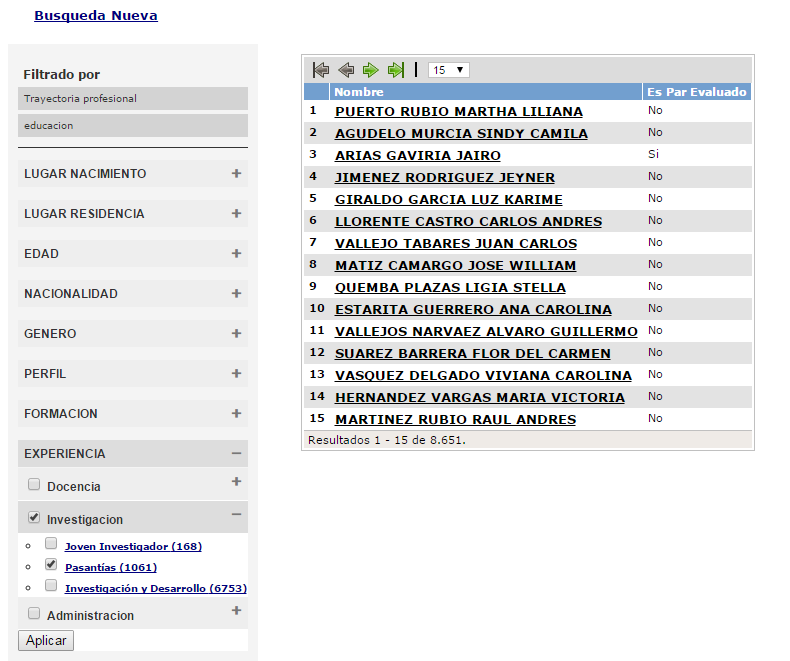 Busqueda Nueva
Filtrado por
Trayectoria profesional
educacion
LUGAR NACIMIENTO +
LUGAR RESIDENCIA +
EDAD +
NACIONALIDAD +
GENERO +
PERFIL +
FORMACION +
EXPERIENCIA −
Docencia +
Investigacion −
Joven Investigador (168)
Pasantías (1061)
Investigación y Desarrollo (6753)
Administracion +
Aplicar
15
Nombre Es Par Evaluado
1 PUERTO RUBIO MARTHA LILIANA No
2 AGUDELO MURCIA SINDY CAMILA No
3 ARIAS GAVIRIA JAIRO Si
4 JIMENEZ RODRIGUEZ JEYNER No
5 GIRALDO GARCIA LUZ KARIME No
6 LLORENTE CASTRO CARLOS ANDRES No
7 VALLEJO TABARES JUAN CARLOS No
8 MATIZ CAMARGO JOSE WILLIAM No
9 QUEMBA PLAZAS LIGIA STELLA No
10 ESTARITA GUERRERO ANA CAROLINA No
11 VALLEJOS NARVAEZ ALVARO GUILLERMO No
12 SUAREZ BARRERA FLOR DEL CARMEN No
13 VASQUEZ DELGADO VIVIANA CAROLINA No
14 HERNANDEZ VARGAS MARIA VICTORIA No
15 MARTINEZ RUBIO RAUL ANDRES No
Resultados 1 - 15 de 8.651.